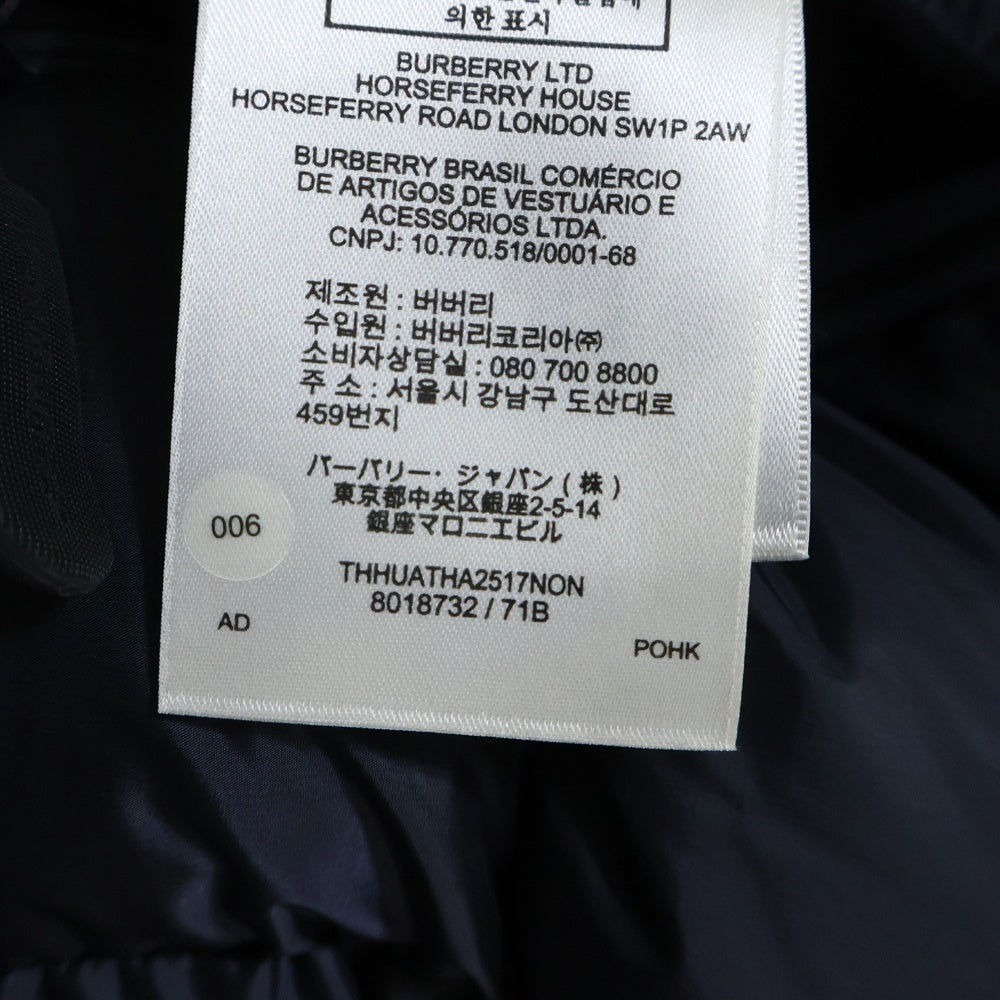 의한 표시
BURBERRY LTD
HORSEFERRY HOUSE
HORSEFERRY ROAD LONDON SW1P 2AW
BURBERRY BRASIL COMÉRCIO
DE ARTIGOS DE VESTUÁRIO E
ACESSÓRIOS LTDA.
CNPJ: 10.770.518/0001-68
제조원 : 버버리
수입원 : 버버리코리아㈜
소비자상담실 : 080 700 8800
주 소 : 서울시 강남구 도산대로
459번지
バーバリー・ジャパン ( 株 )
東京都中央区銀座2-5-14
銀座マロニエビル
006
THHUATHA2517NON
8018732 / 71B
AD
POHK